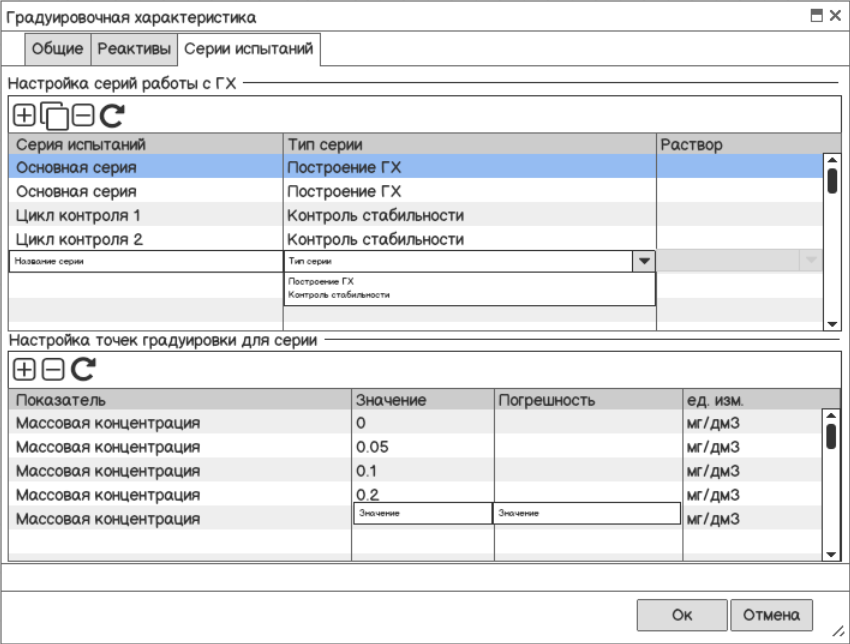 Градуировочная характеристика
Общие Реактивы Серии испытаний
Настройка серий работы с ГХ
Серия испытаний Тип серии Раствор
Основная серия Построение ГХ
Основная серия Построение ГХ
Цикл контроля 1 Контроль стабильности
Цикл контроля 2 Контроль стабильности
Название серии Тип серии
Построение ГХ
Контроль стабильности
Настройка точек градуировки для серии
Показатель Значение Погрешность ед. изм.
Массовая концентрация 0 мг/дм3
Массовая концентрация 0.05 мг/дм3
Массовая концентрация 0.1 мг/дм3
Массовая концентрация 0.2 мг/дм3
Массовая концентрация Значение Значение мг/дм3
Ок Отмена